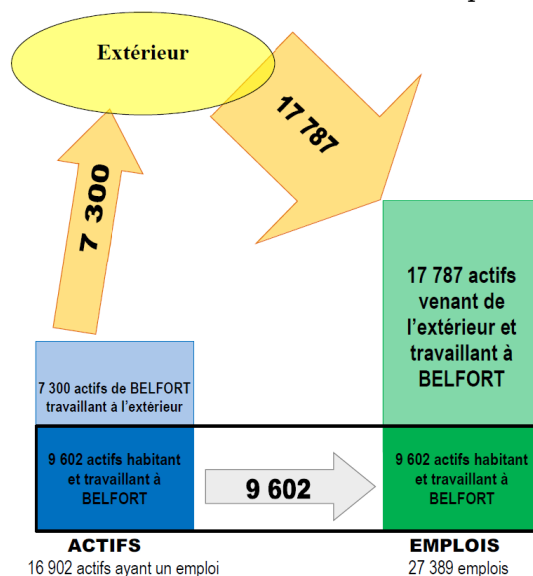 Extérieur
17 787
7 300
17 787 actifs
venant de
l'extérieur et
travaillant à
BELFORT
7 300 actifs de BELFORT
travaillant à l'extérieur
9 602 actifs habitant
et travaillant à
BELFORT
9 602
9 602 actifs habitant
et travaillant à
BELFORT
ACTIFS
16 902 actifs ayant un emploi
EMPLOIS
27 389 emplois